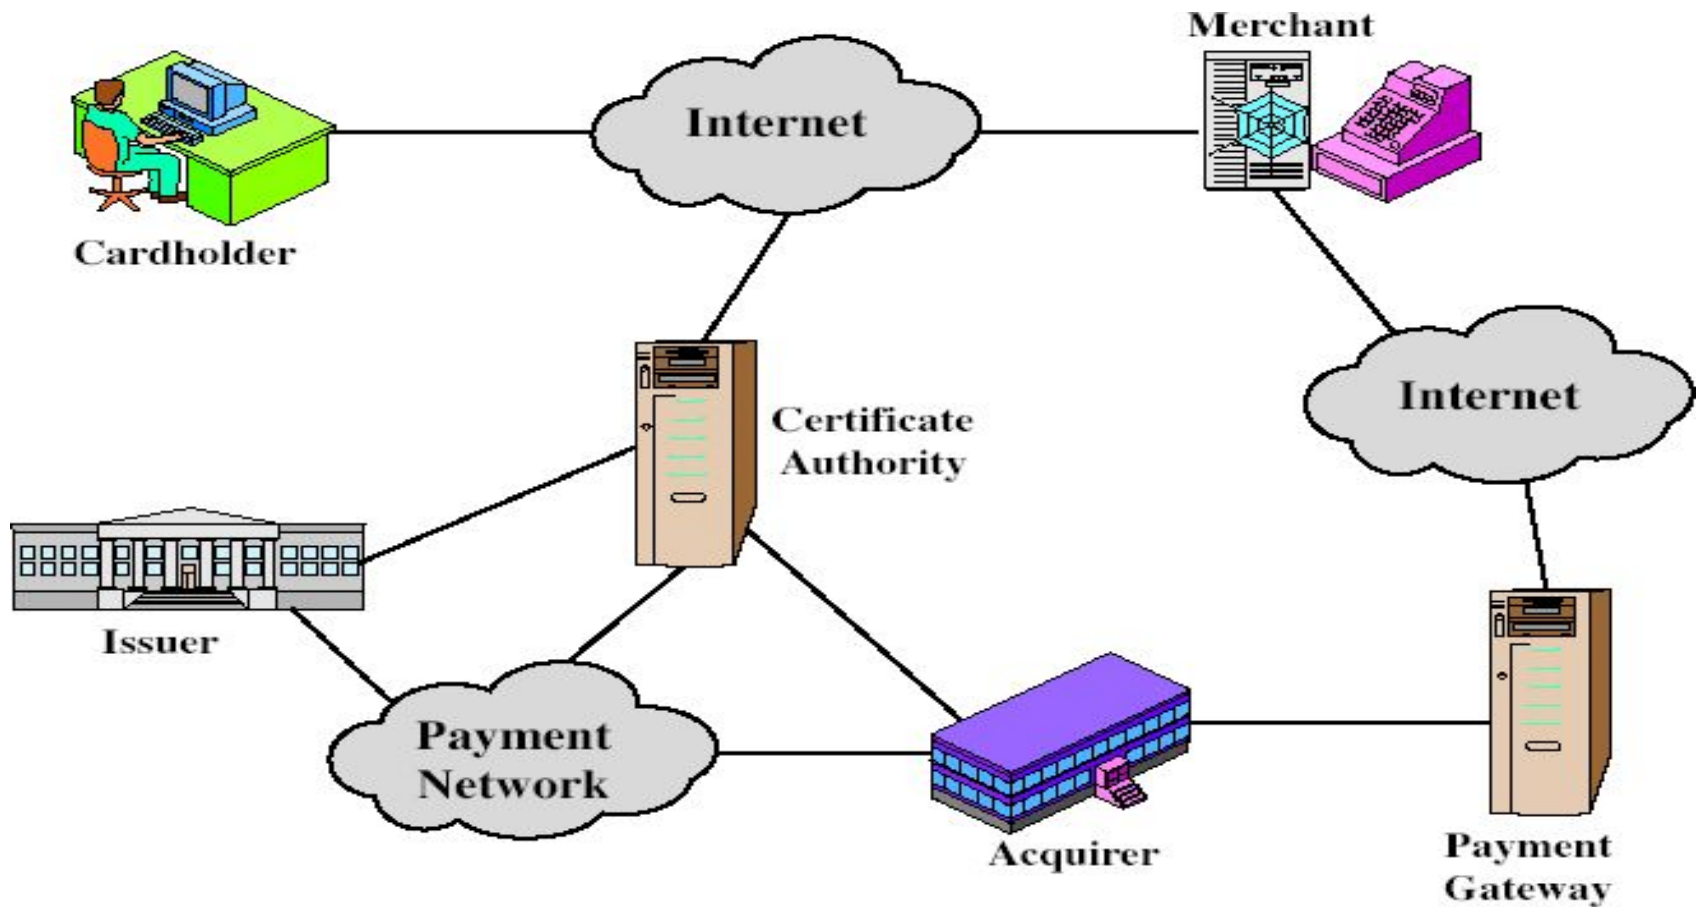 Merchant
Internet
Cardholder
Internet
Certificate
Authority
Issuer
Payment
Network
Acquirer
Payment
Gateway